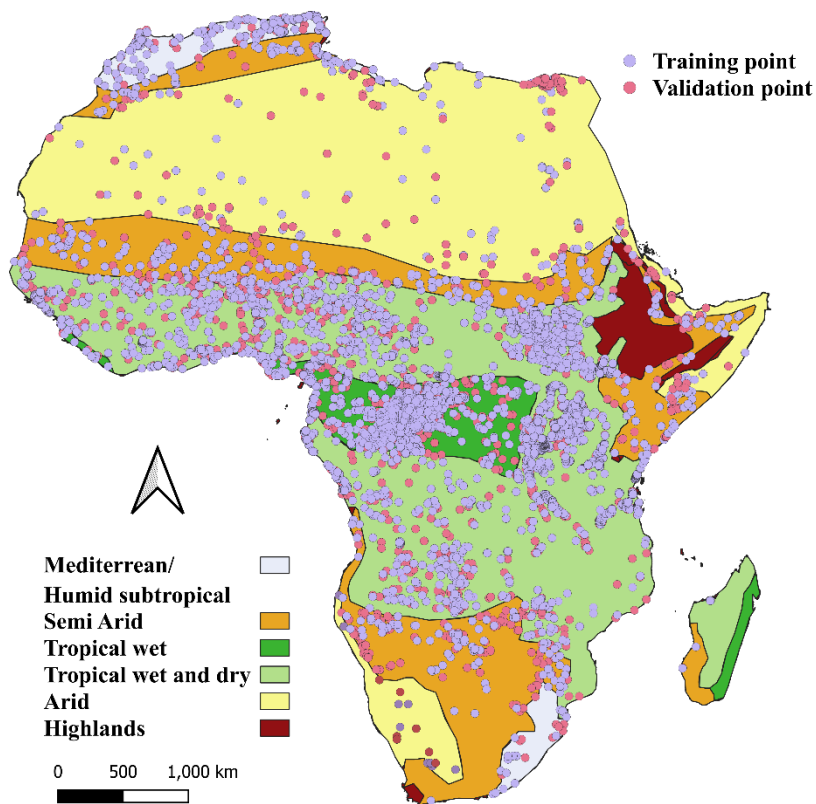 Training point
Validation point
Mediterrean/
Humid subtropical
Semi Arid
Tropical wet
Tropical wet and dry
Arid
Highlands
0 500 1,000 km